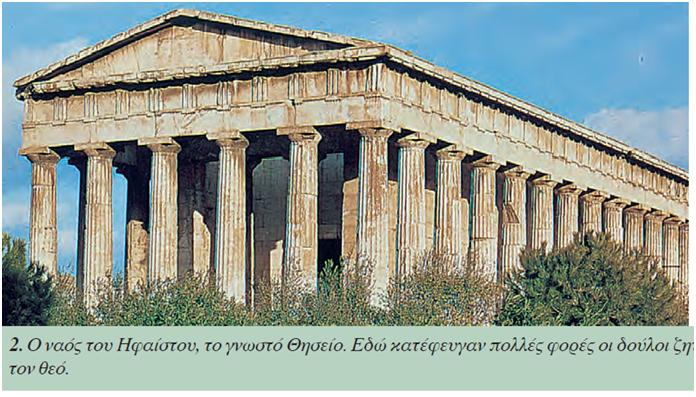 2. Ο ναός του Ηφαίστου, το γνωστό Θησείο. Εδώ κατέφευγαν πολλές φορές οι δούλοι ζη
τον θεό.